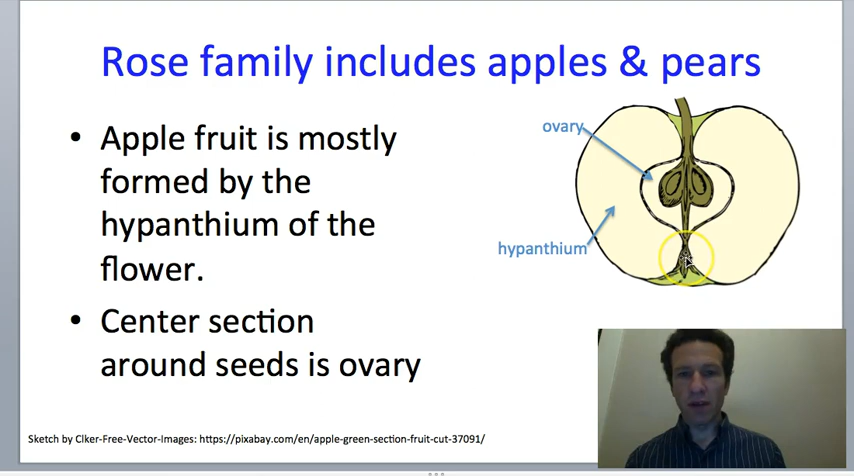 Rose family includes apples & pears
• Apple fruit is mostly
formed by the
hypanthium of the
flower.
• Center section
around seeds is ovary
ovary
hypanthium
Sketch by Clker-Free-Vector-Images: https://pixabay.com/en/apple-green-section-fruit-cut-37091/